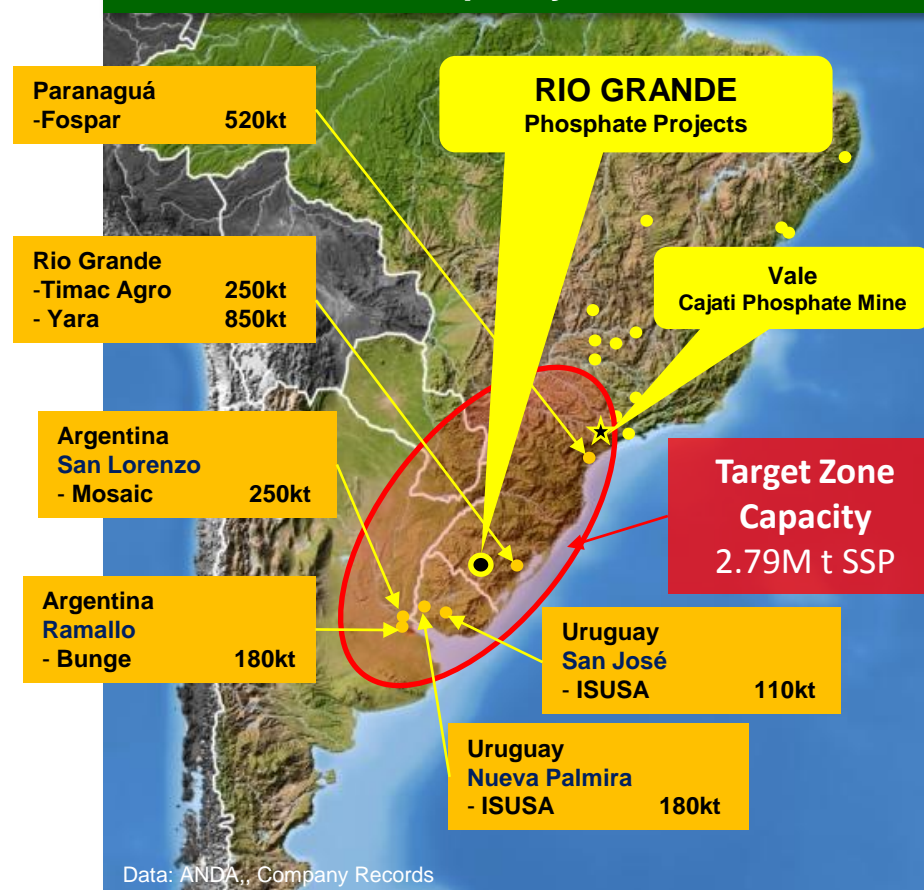 Paranaguá
-Fospar 520kt
RIO GRANDE
Phosphate Projects
Rio Grande
-Timac Agro 250kt
- Yara 850kt
Vale
Cajati Phosphate Mine
Argentina
San Lorenzo
- Mosaic 250kt
Target Zone
Capacity
2.79M t SSP
Argentina
Ramallo
- Bunge 180kt
Uruguay
San José
- ISUSA 110kt
Uruguay
Nueva Palmira
- ISUSA 180kt
Data: ANDA,, Company Records